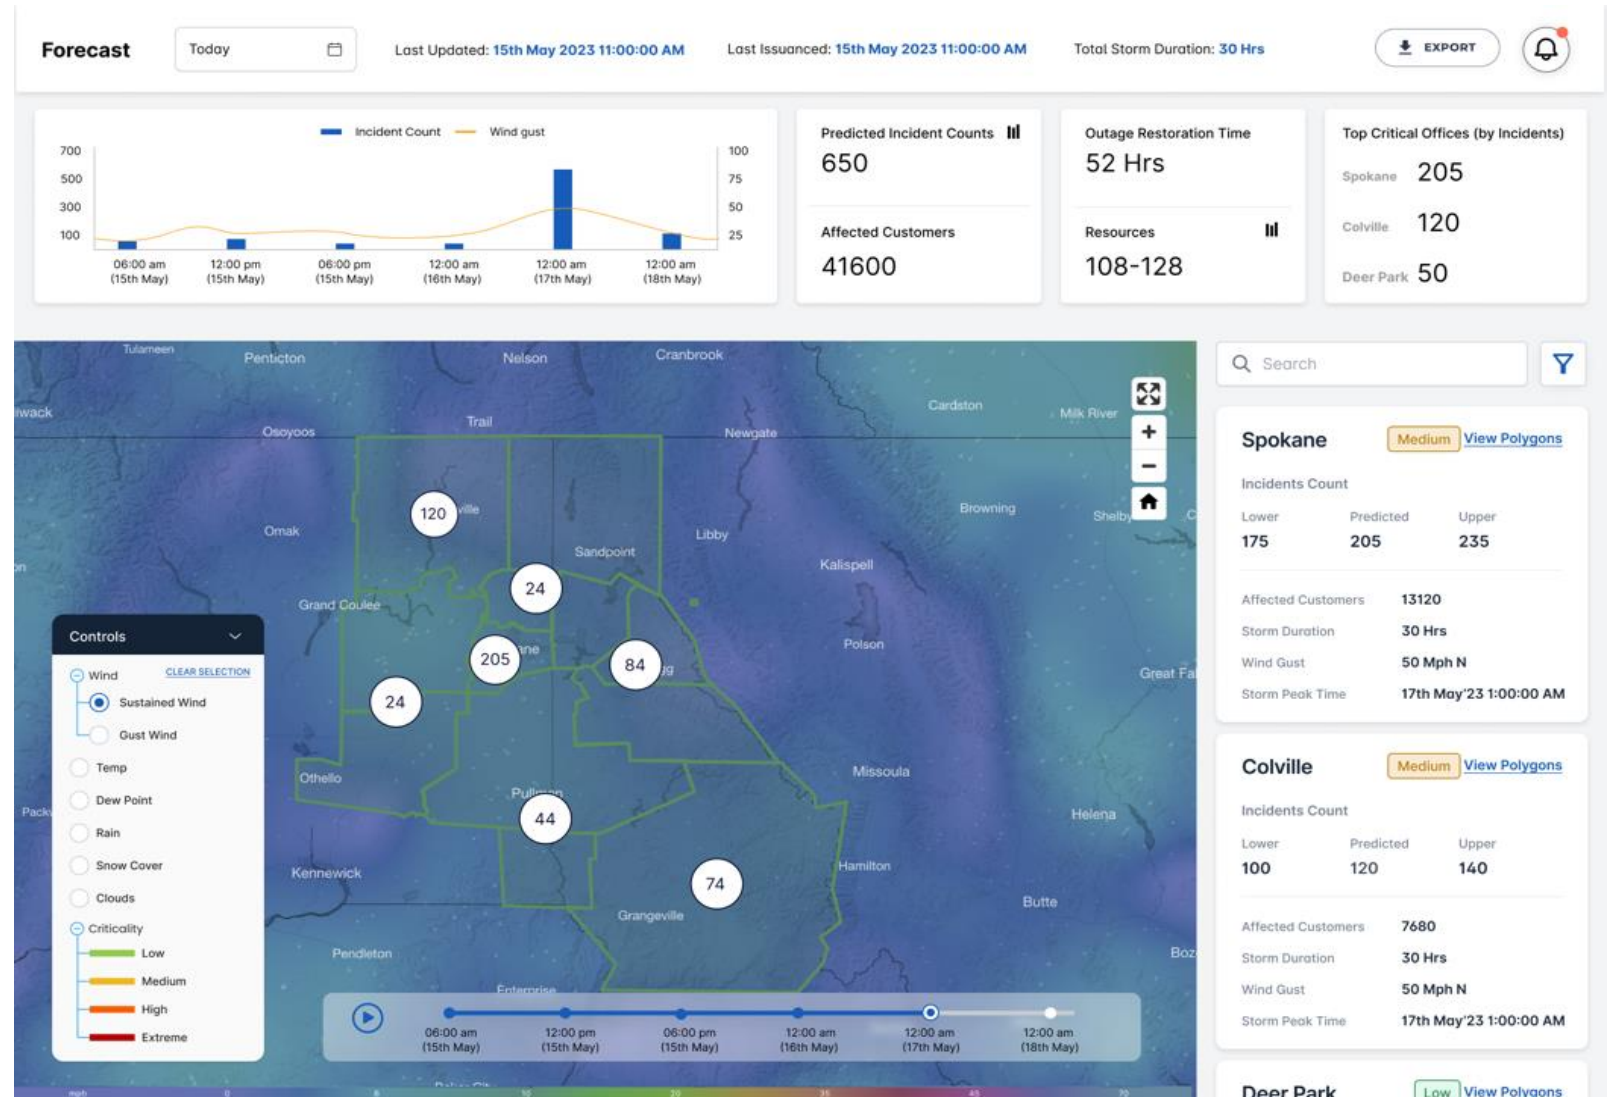 Forecast
Today
Last Updated: 15th May 2023 11:00:00 AM
Last Issuanced: 15th May 2023 11:00:00 AM
Total Storm Duration: 30 Hrs
EXPORT
Incident Count
Wind gust
700
500
300
100
100
75
50
25
06:00 am
(15th May)
12:00 pm
(15th May)
06:00 pm
(15th May)
12:00 am
(16th May)
12:00 am
(17th May)
12:00 am
(18th May)
Predicted Incident Counts
650
Affected Customers
41600
Outage Restoration Time
52 Hrs
Resources
108-128
Top Critical Offices (by Incidents)
Spokane 205
Colville 120
Deer Park 50
Tulameen
Penticton
Nelson
Cranbrook
iwack
Osoyoos
Trail
Newgate
Cardston
Milk River
120
ville
Omak
Sandpoint
Libby
Browning
Shelby
Kalispell
24
Grand Coulee
205
ane
84
24
Polson
Great Fa
Othello
Pullman
44
Missoula
Helena
Kennewick
74
Hamilton
Grangeville
Butte
Pendleton
Boz
Enterprise
Controls
Wind
CLEAR SELECTION
Sustained Wind
Gust Wind
Temp
Dew Point
Rain
Snow Cover
Clouds
Criticality
Low
Medium
High
Extreme
06:00 am
(15th May)
12:00 pm
(15th May)
06:00 pm
(15th May)
12:00 am
(16th May)
12:00 am
(17th May)
12:00 am
(18th May)
mph
Search
Spokane
Medium
View Polygons
Incidents Count
Lower Predicted Upper
175 205 235
Affected Customers 13120
Storm Duration 30 Hrs
Wind Gust 50 Mph N
Storm Peak Time 17th May'23 1:00:00 AM
Colville
Medium
View Polygons
Incidents Count
Lower Predicted Upper
100 120 140
Affected Customers 7680
Storm Duration 30 Hrs
Wind Gust 50 Mph N
Storm Peak Time 17th May'23 1:00:00 AM
Deer Park
Low
View Polygons